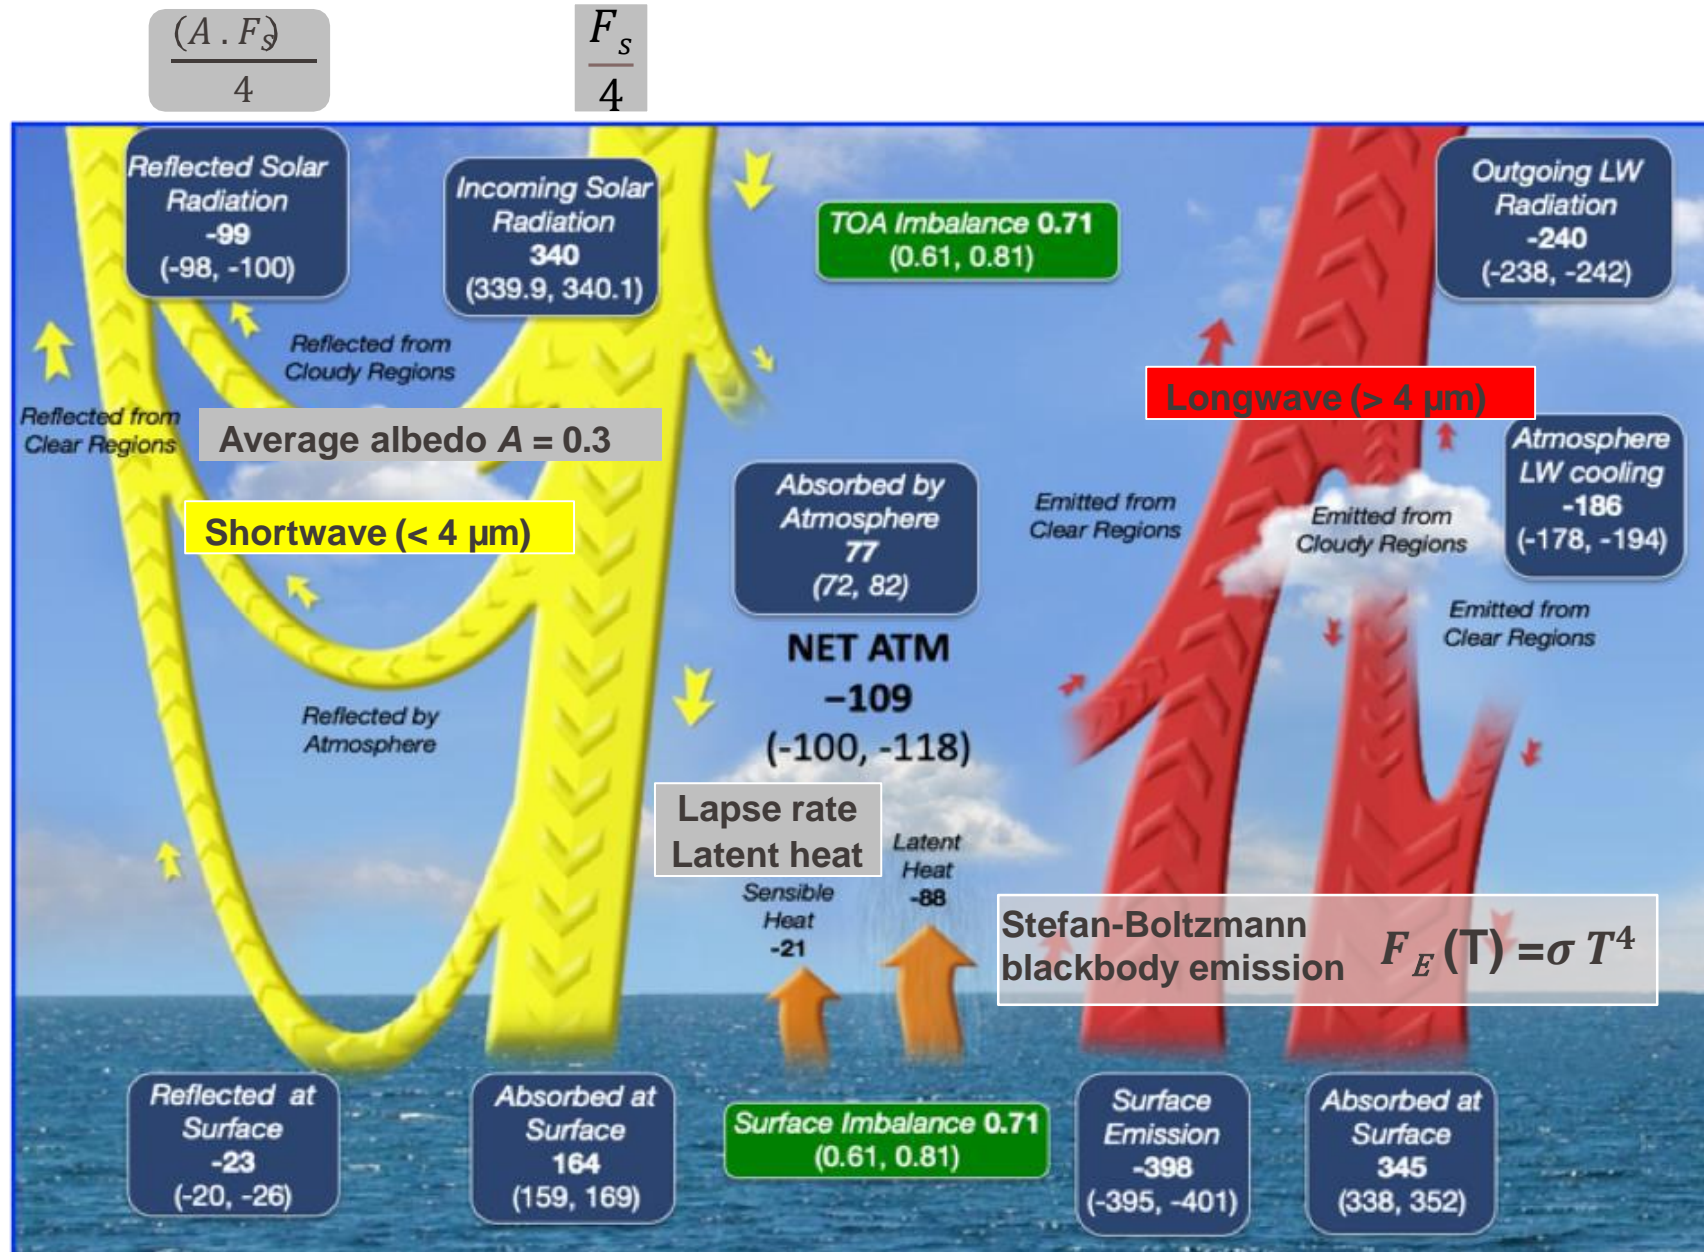 (A . Fs)
4
F s
4
Reflected Solar
Radiation
-99
(-98, -100)
Incoming Solar
Radiation
340
(339.9, 340.1)
TOA Imbalance 0.71
(0.61, 0.81)
Outgoing LW
Radiation
-240
(-238, -242)
Reflected from
Cloudy Regions
Reflected from
Clear Regions
Average albedo A = 0.3
Shortwave (< 4 µm)
Longwave (> 4 µm)
Atmosphere
LW cooling
-186
(-178, -194)
Absorbed by
Atmosphere
77
(72, 82)
Emitted from
Clear Regions
Emitted from
Cloudy Regions
Emitted from
Clear Regions
NET ATM
−109
(-100, -118)
Reflected by
Atmosphere
Lapse rate
Latent heat
Latent
Heat
-88
Sensible
Heat
-21
Stefan-Boltzmann
blackbody emission
F E (T) =σ T⁴
Reflected at
Surface
-23
(-20, -26)
Absorbed at
Surface
164
(159, 169)
Surface Imbalance 0.71
(0.61, 0.81)
Surface
Emission
-398
(-395, -401)
Absorbed at
Surface
345
(338, 352)